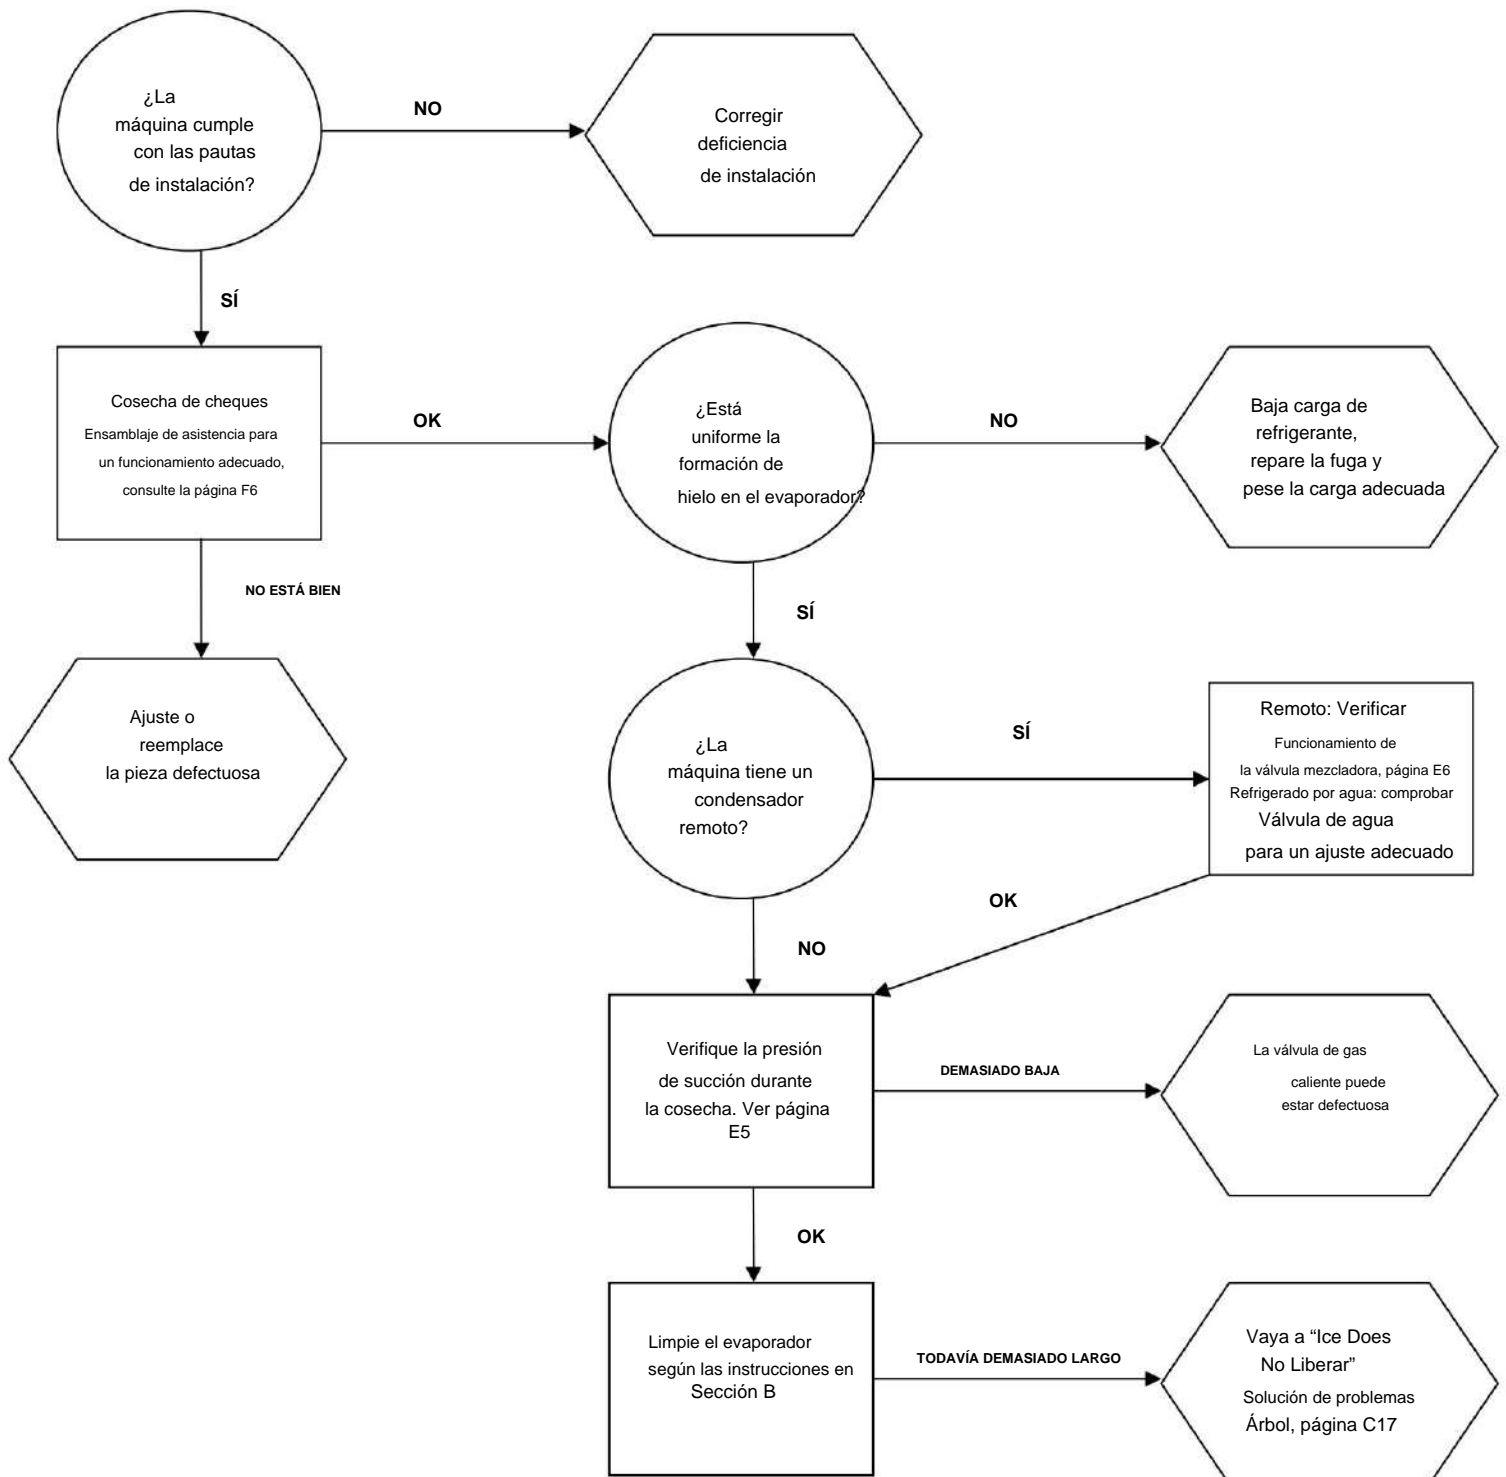 ¿La
máquina cumple
con las pautas
de instalación?
NO
Corregir
deficiencia
de instalación
SÍ
Cosecha de cheques
Ensamblaje de asistencia para
un funcionamiento adecuado,
consulte la página F6
OK
¿Está
uniforme la
formación de
hielo en el evaporador?
NO
Baja carga de
refrigerante,
repare la fuga y
pese la carga adecuada
NO ESTÁ BIEN
SÍ
Ajuste o
reemplace
la pieza defectuosa
¿La
máquina tiene un
condensador
remoto?
SÍ
Remoto: Verificar
Funcionamiento de
la válvula mezcladora, página E6
Refrigerado por agua: comprobar
Válvula de agua
para un ajuste adecuado
OK
NO
Verifique la presión
de succión durante
la cosecha. Ver página
E5
DEMASIADO BAJA
La válvula de gas
caliente puede
estar defectuosa
OK
Limpie el evaporador
según las instrucciones en
Sección B
TODAVÍA DEMASIADO LARGO
Vaya a “Ice Does
No Liberar”
Solución de problemas
Árbol, página C17